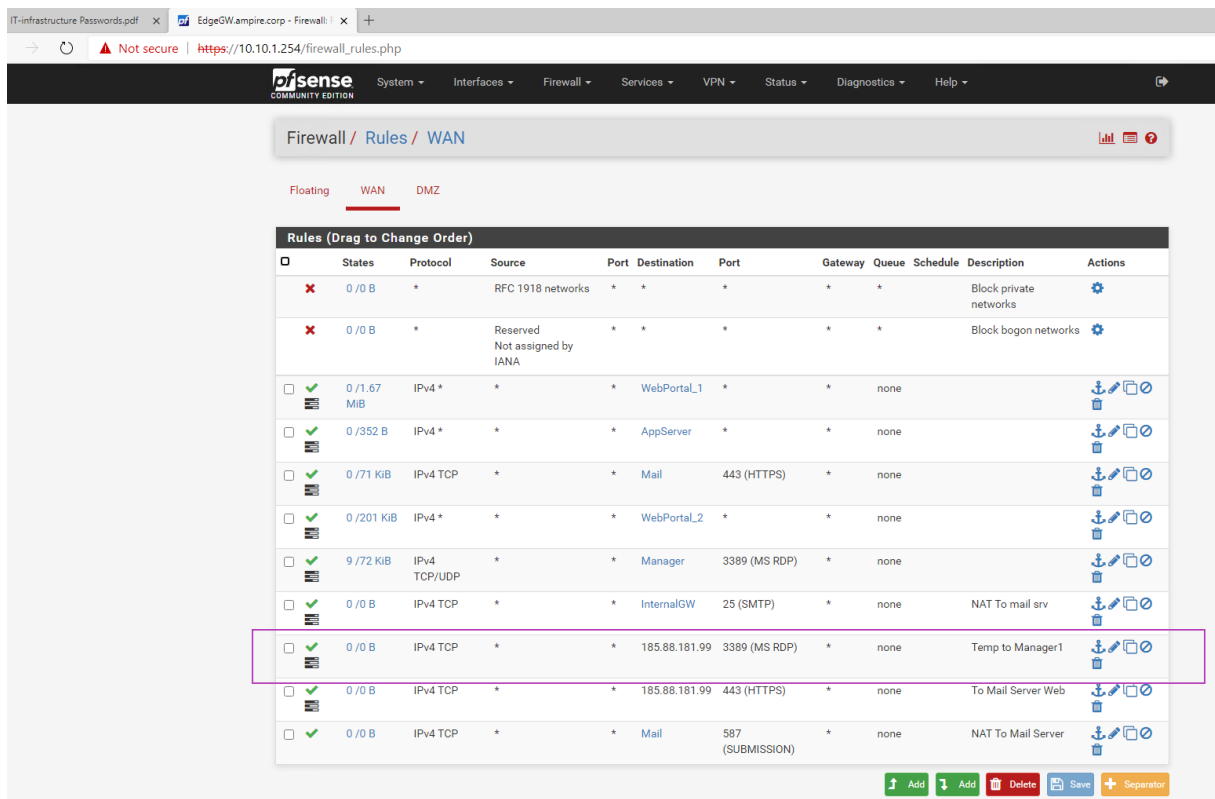 IT-infrastructure Passwords.pdf EdgeGW.ampire.corp - Firewall:
Not secure https://10.10.1.254/firewall_rules.php
pfsense System Interfaces Firewall Services VPN Status Diagnostics Help
COMMUNITY EDITION
Firewall / Rules / WAN
Floating WAN DMZ
Rules (Drag to Change Order)
States Protocol Source Port Destination Port Gateway Queue Schedule Description Actions
0 /0 B * RFC 1918 networks * * * * * Block private
networks
0 /0 B * Reserved * * * * * Block bogon networks
Not assigned by
IANA
0 /1.67 IPv4 * * * WebPortal_1 * * none
MiB
0 /352 B IPv4 * * * AppServer * * none
0 /71 KiB IPv4 TCP * * Mail 443 (HTTPS) * none
0 /201 KiB IPv4 * * * WebPortal_2 * * none
9 /72 KiB IPv4 * * Manager 3389 (MS RDP) * none
TCP/UDP
0 /0 B IPv4 TCP * * InternalGW 25 (SMTP) * none NAT To mail srv
0 /0 B IPv4 TCP * * 185.88.181.99 3389 (MS RDP) * none Temp to Manager1
0 /0 B IPv4 TCP * * 185.88.181.99 443 (HTTPS) * none To Mail Server Web
0 /0 B IPv4 TCP * * Mail 587 * none NAT To Mail Server
(SUBMISSION)
Add Add Delete Save Separator